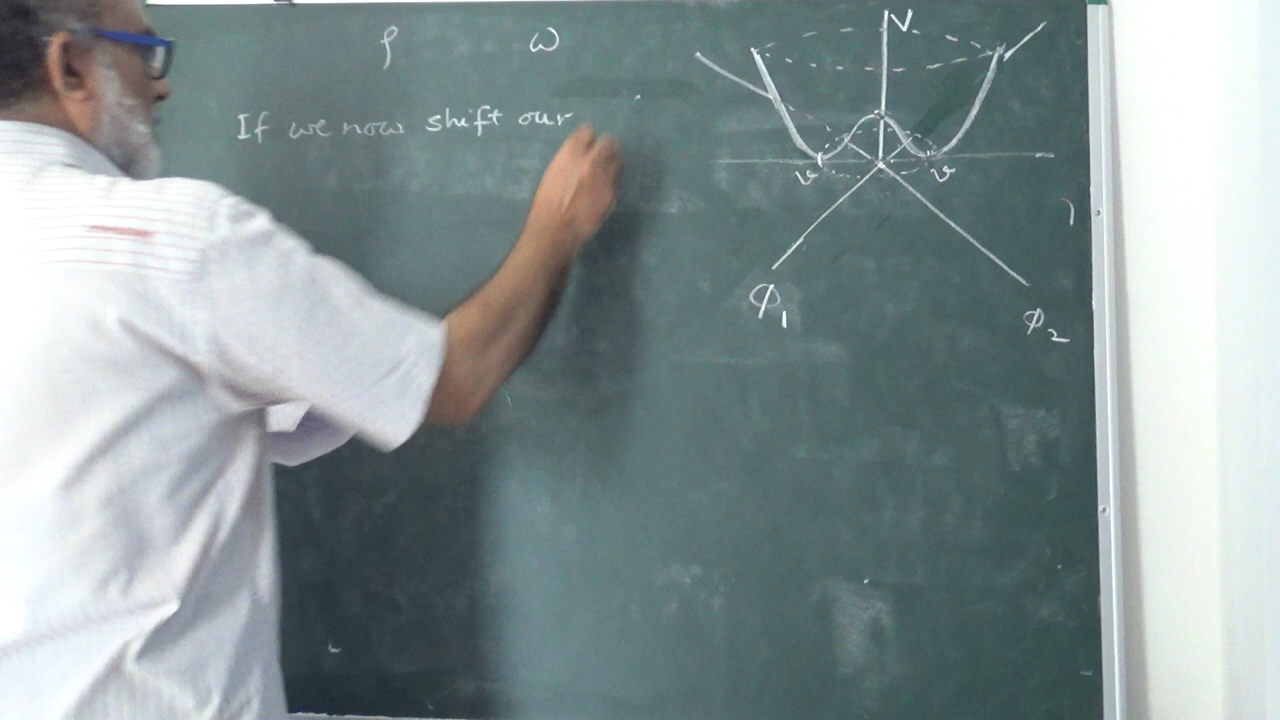 ρ ω
If we now shift our
V
v v
φ₁
φ₂